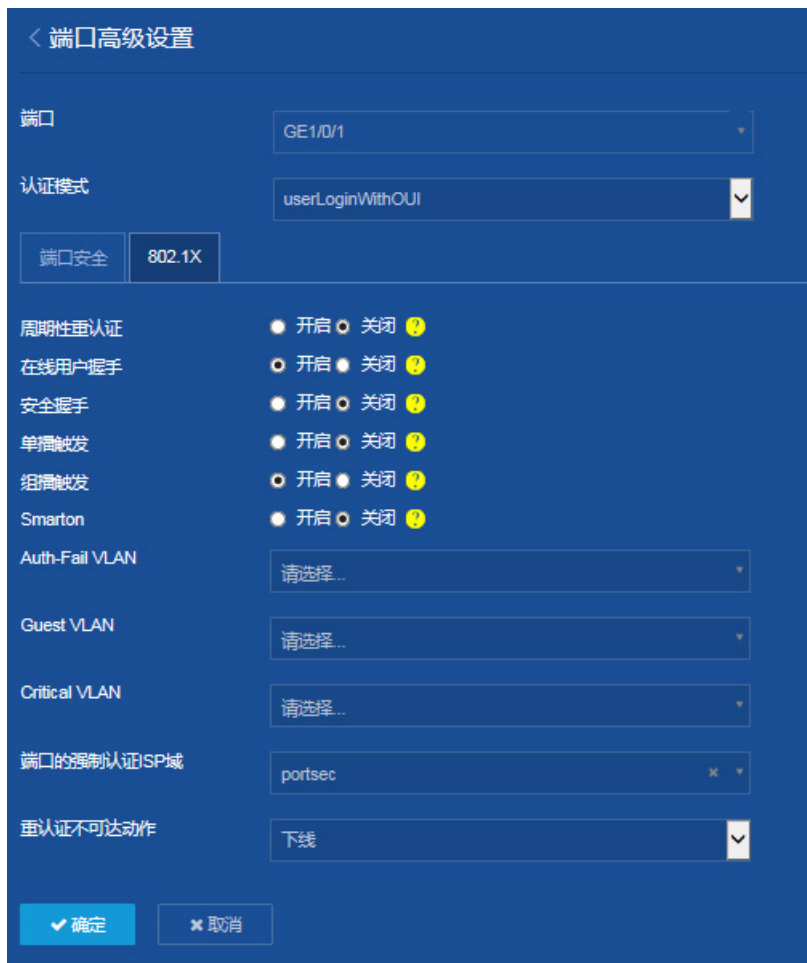 端口高级设置
端口 GE1/0/1
认证模式 userLoginWithOUI
端口安全 802.1X
周期性重认证 开启 关闭 ?
在线用户握手 开启 关闭 ?
安全握手 开启 关闭 ?
单播触发 开启 关闭 ?
组播触发 开启 关闭 ?
Smarton 开启 关闭 ?
Auth-Fail VLAN 请选择...
Guest VLAN 请选择...
Critical VLAN 请选择...
端口的强制认证ISP域 portsec
重认证不可达动作 下线
确定 取消